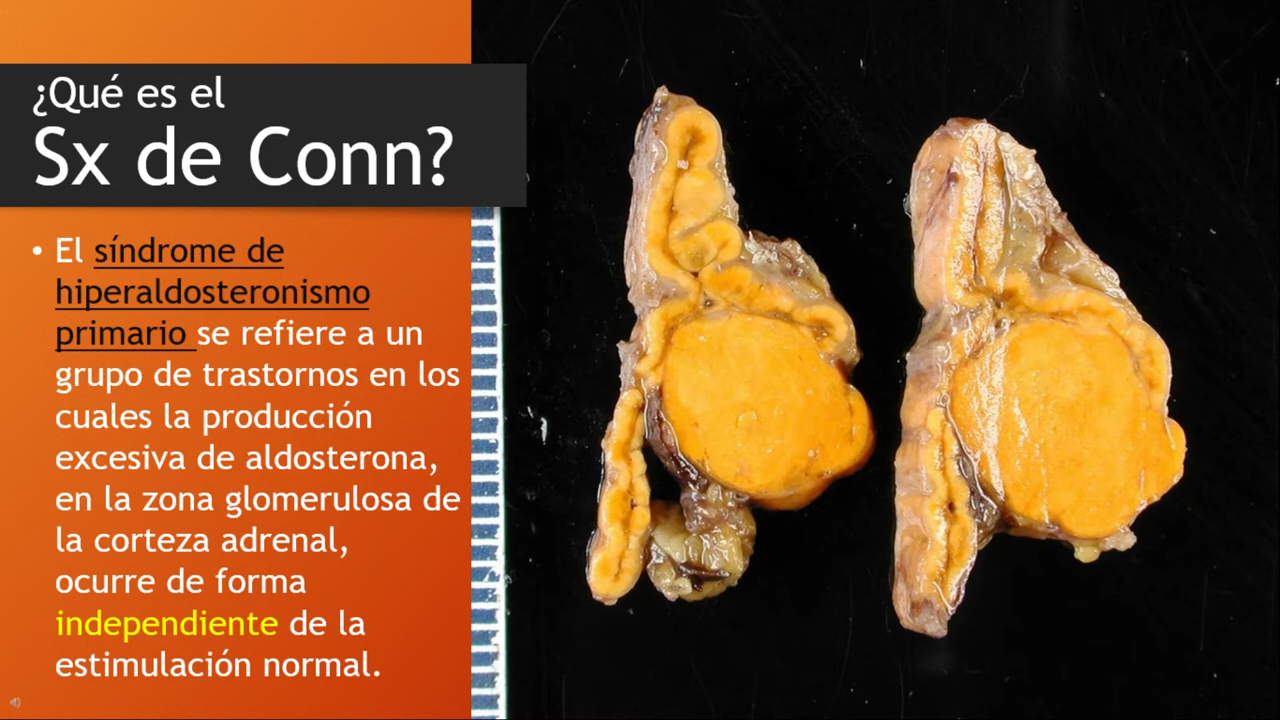 ¿Qué es el
Sx de Conn?
• El síndrome de
hiperaldosteronismo
primario se refiere a un
grupo de trastornos en los
cuales la producción
excesiva de aldosterona,
en la zona glomerulosa de
la corteza adrenal,
ocurre de forma
independiente de la
estimulación normal.